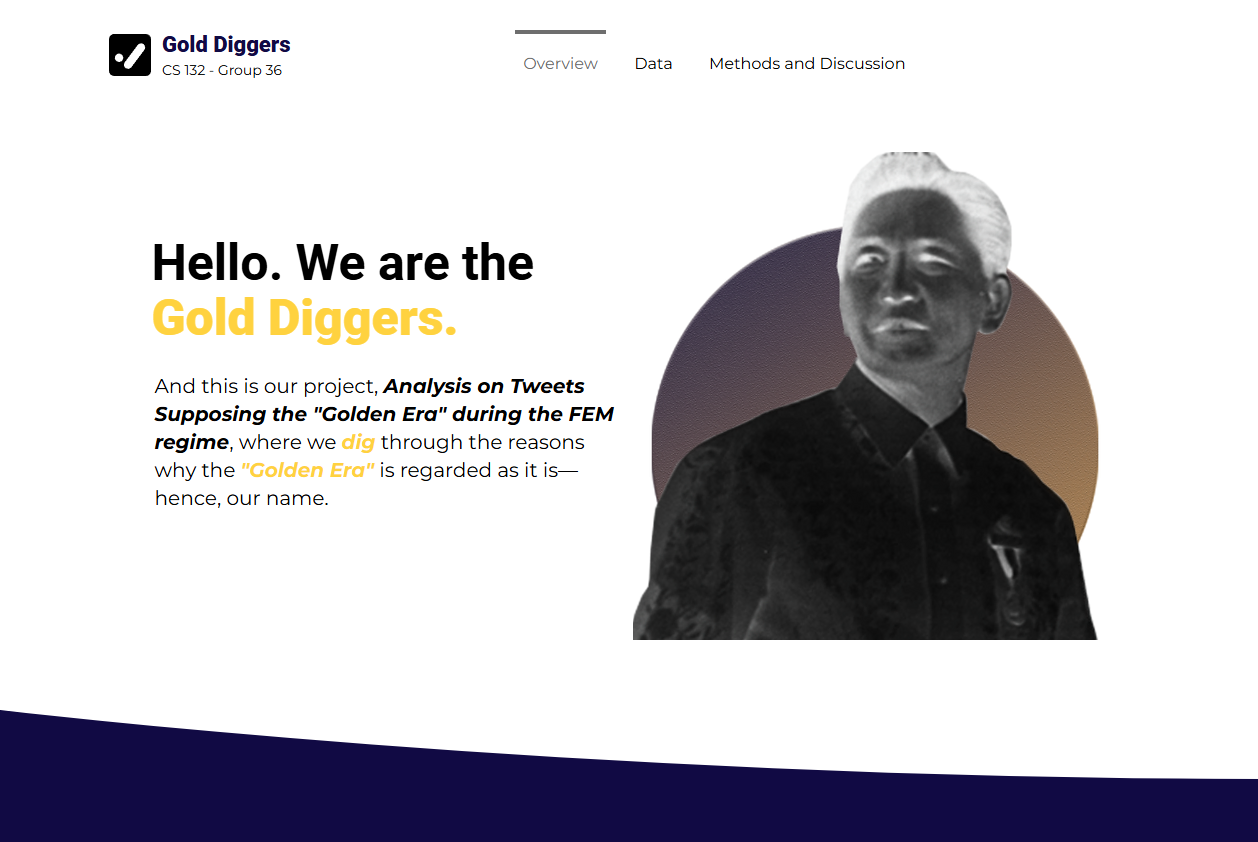 Gold Diggers
CS 132 - Group 36
Overview
Data
Methods and Discussion
Hello. We are the
Gold Diggers.
And this is our project, Analysis on Tweets
Supposing the "Golden Era" during the FEM
regime, where we dig through the reasons
why the "Golden Era" is regarded as it is—
hence, our name.